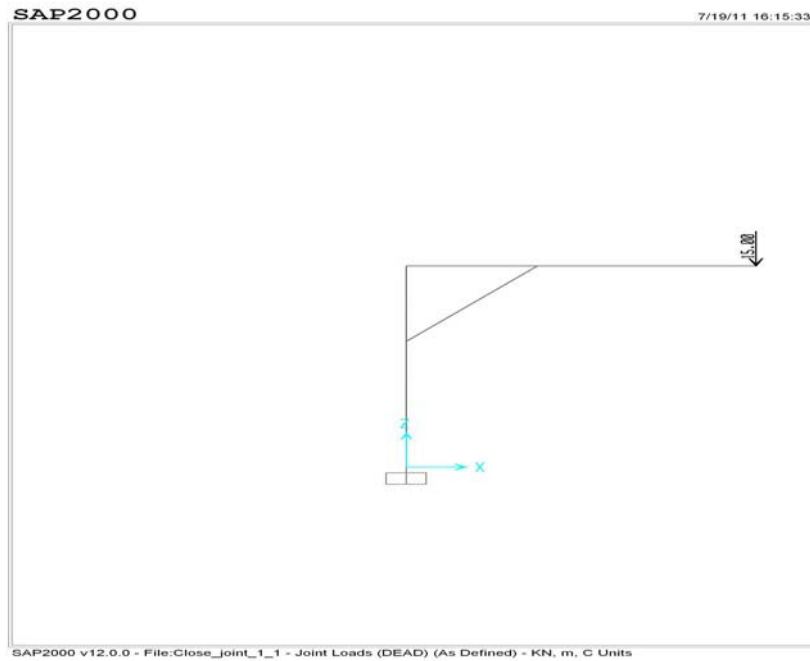 SAP2000
7/19/11 16:15:33
15.00
Z
X
SAP2000 v12.0.0 - File:Close_joint_1_1 - Joint Loads (DEAD) (As Defined) - KN, m, C Units